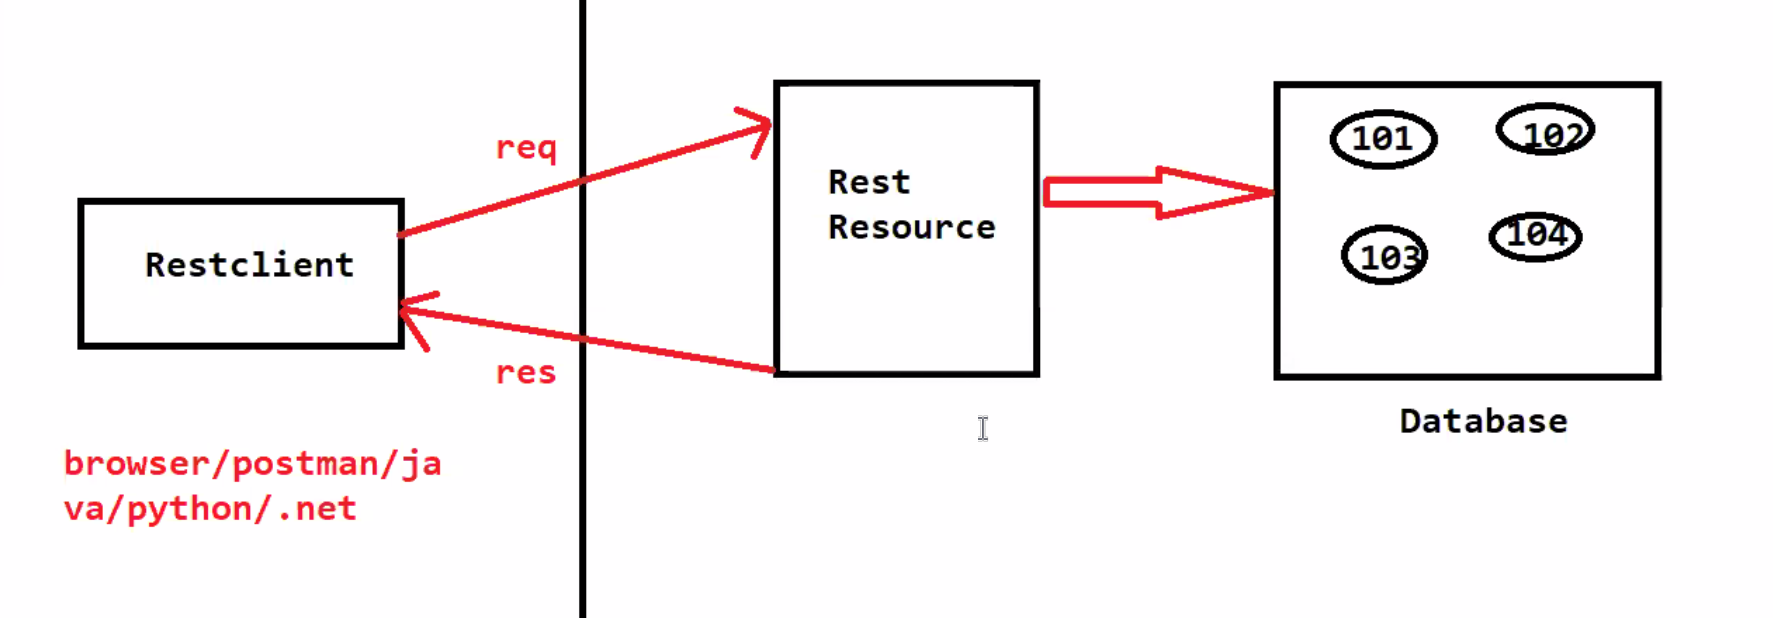 req
Restclient
res
browser/postman/ja
va/python/.net
Rest
Resource
101
102
103
104
Database